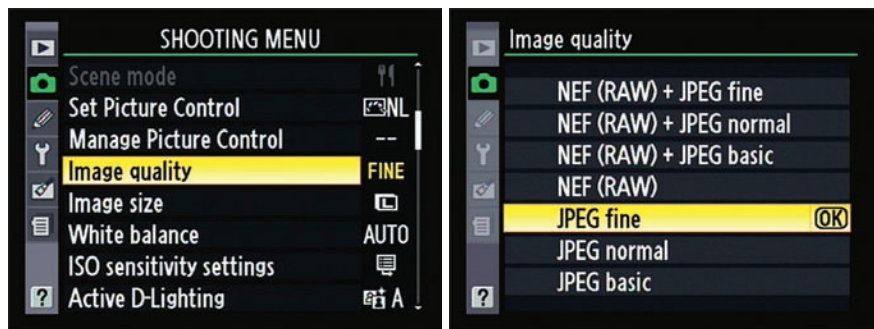 SHOOTING MENU
Scene mode
Set Picture Control NL
Manage Picture Control --
Image quality FINE
Image size L
White balance AUTO
ISO sensitivity settings
Active D-Lighting A
?
Image quality
NEF (RAW) + JPEG fine
NEF (RAW) + JPEG normal
NEF (RAW) + JPEG basic
NEF (RAW)
JPEG fine OK
JPEG normal
JPEG basic
?